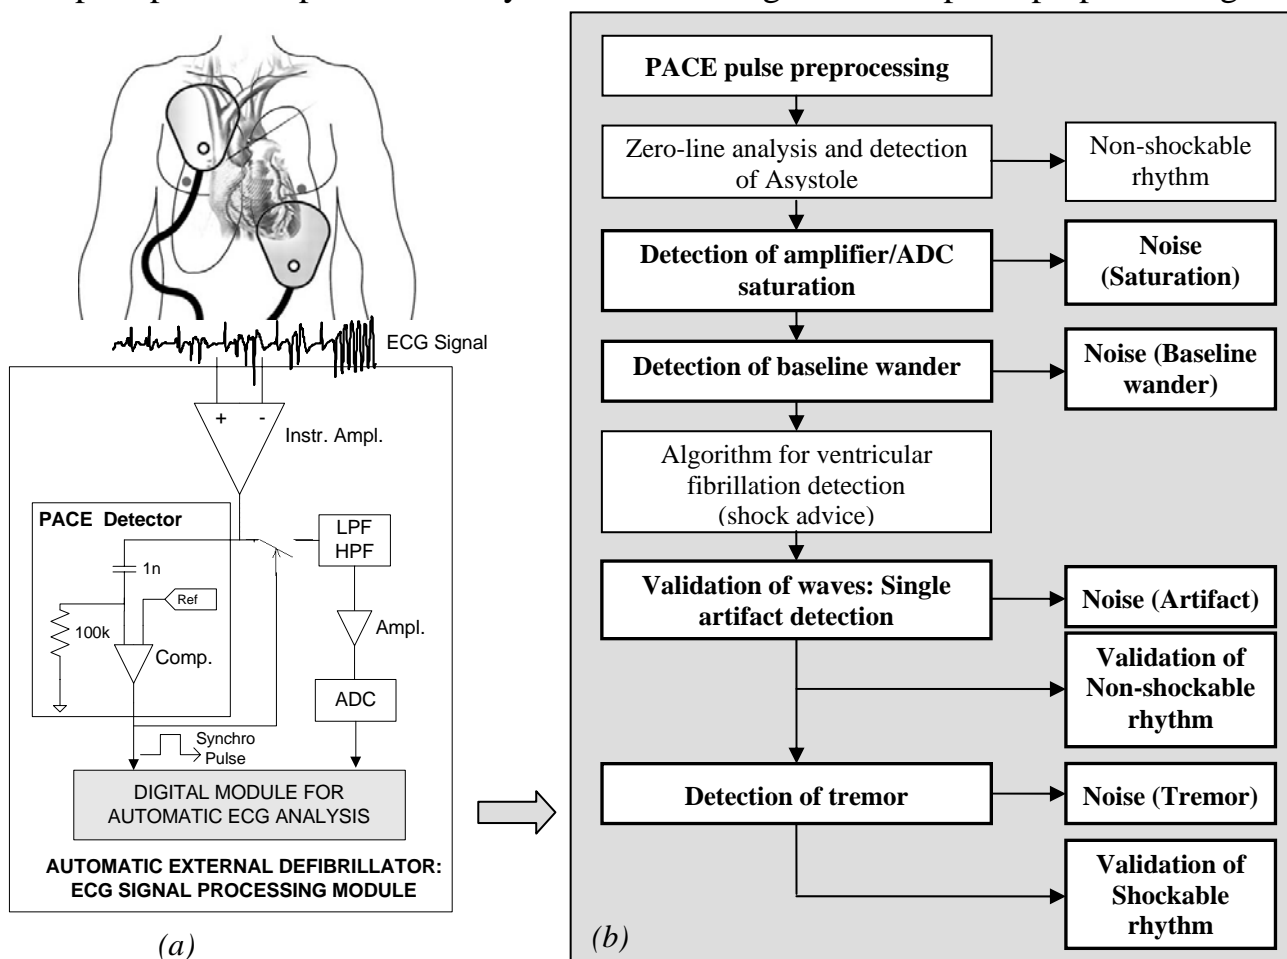 ECG Signal
+ -
Instr. Ampl.
PACE Detector
LPF
HPF
1n
Ref
100k
Ampl.
Comp.
ADC
Synchro
Pulse
DIGITAL MODULE FOR
AUTOMATIC ECG ANALYSIS
AUTOMATIC EXTERNAL DEFIBRILLATOR:
ECG SIGNAL PROCESSING MODULE
(a)
PACE pulse preprocessing
Zero-line analysis and detection
of Asystole
Non-shockable
rhythm
Detection of amplifier/ADC
saturation
Noise
(Saturation)
Detection of baseline wander
Noise (Baseline
wander)
Algorithm for ventricular
fibrillation detection
(shock advice)
Validation of waves: Single
artifact detection
Noise (Artifact)
Validation of
Non-shockable
rhythm
Detection of tremor
Noise (Tremor)
Validation of
Shockable
rhythm
(b)